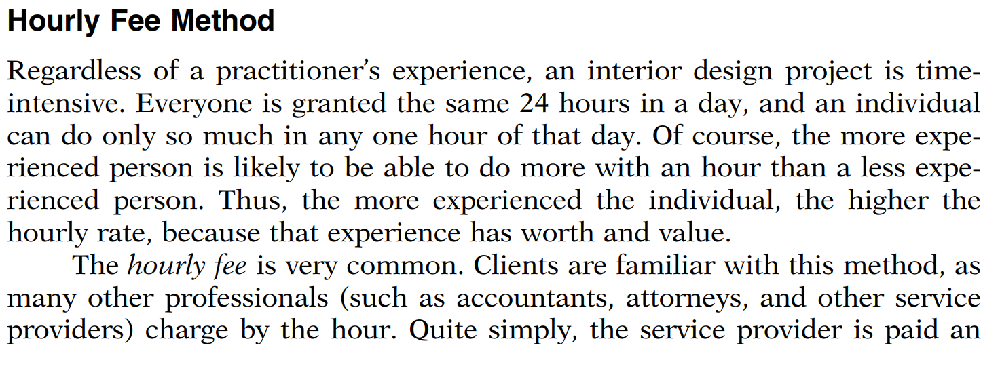 Hourly Fee Method
Regardless of a practitioner’s experience, an interior design project is time-
intensive. Everyone is granted the same 24 hours in a day, and an individual
can do only so much in any one hour of that day. Of course, the more expe-
rienced person is likely to be able to do more with an hour than a less expe-
rienced person. Thus, the more experienced the individual, the higher the
hourly rate, because that experience has worth and value.
The hourly fee is very common. Clients are familiar with this method, as
many other professionals (such as accountants, attorneys, and other service
providers) charge by the hour. Quite simply, the service provider is paid an